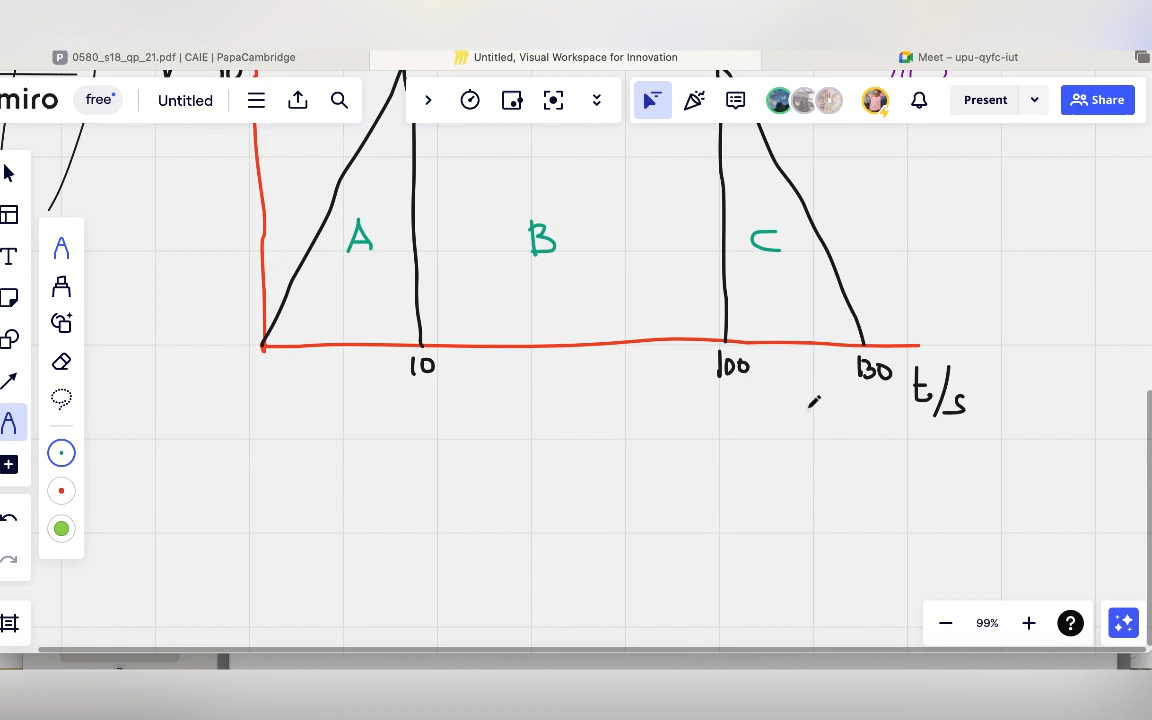 0580_s18_qp_21.pdf | CAIE | PapaCambridge
Untitled, Visual Workspace for Innovation
Meet – upu-qyfc-iut
miro
free
Untitled
Present
Share
A
B
C
10
100
130
t/s
99%